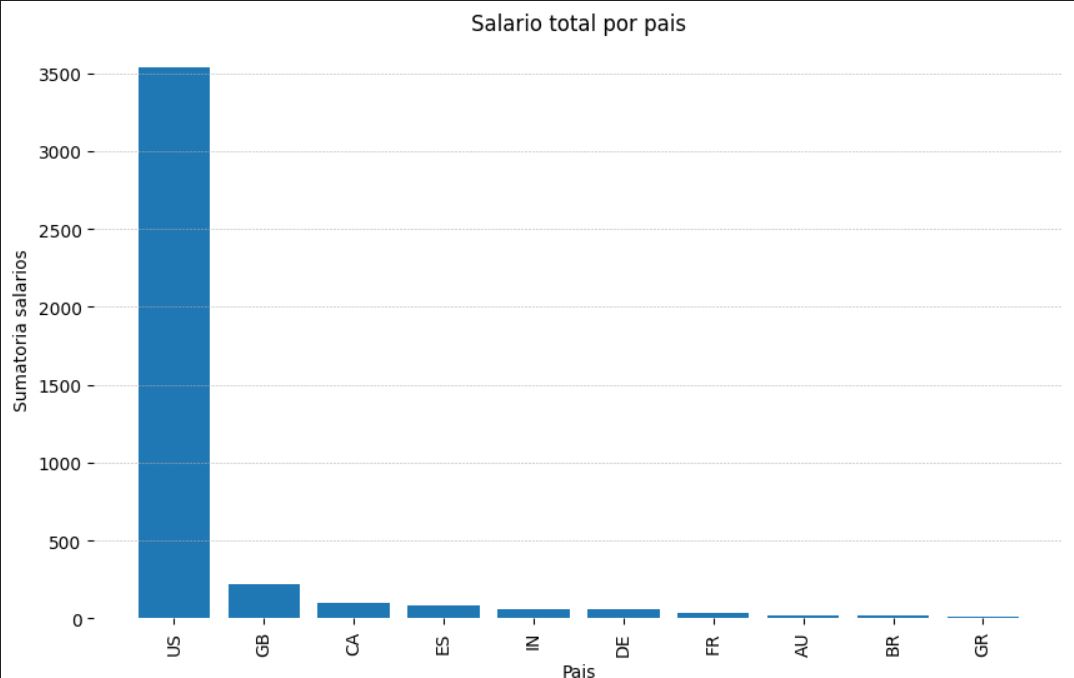 Salario total por pais
Sumatoria salarios
3500
3000
2500
2000
1500
1000
500
0
US GB CA ES IN DE FR AU BR GR
Pais